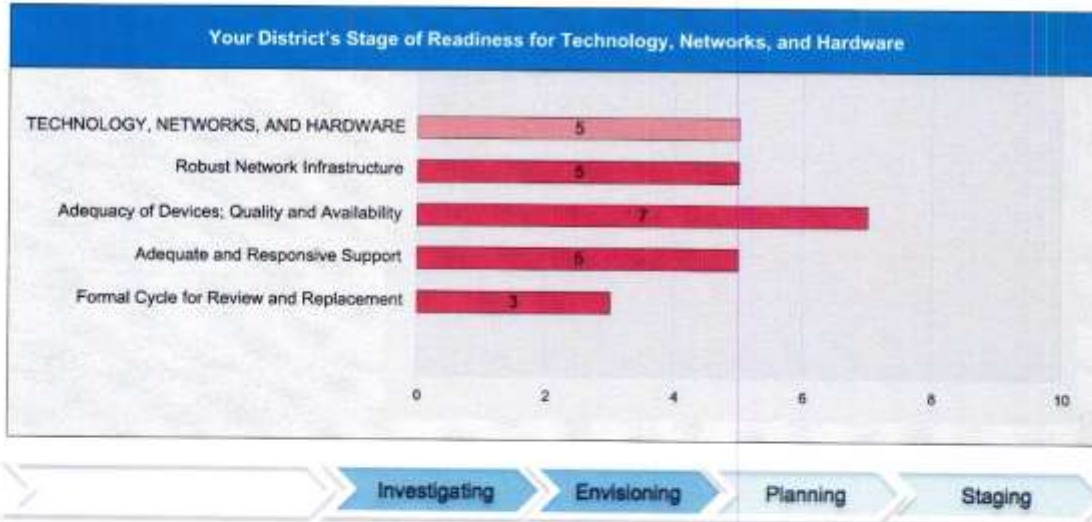 Your District's Stage of Readiness for Technology, Networks, and Hardware
TECHNOLOGY, NETWORKS, AND HARDWARE 5
Robust Network Infrastructure 5
Adequacy of Devices; Quality and Availability 7
Adequate and Responsive Support 5
Formal Cycle for Review and Replacement 3
0 2 4 6 8 10
Investigating Envisioning Planning Staging